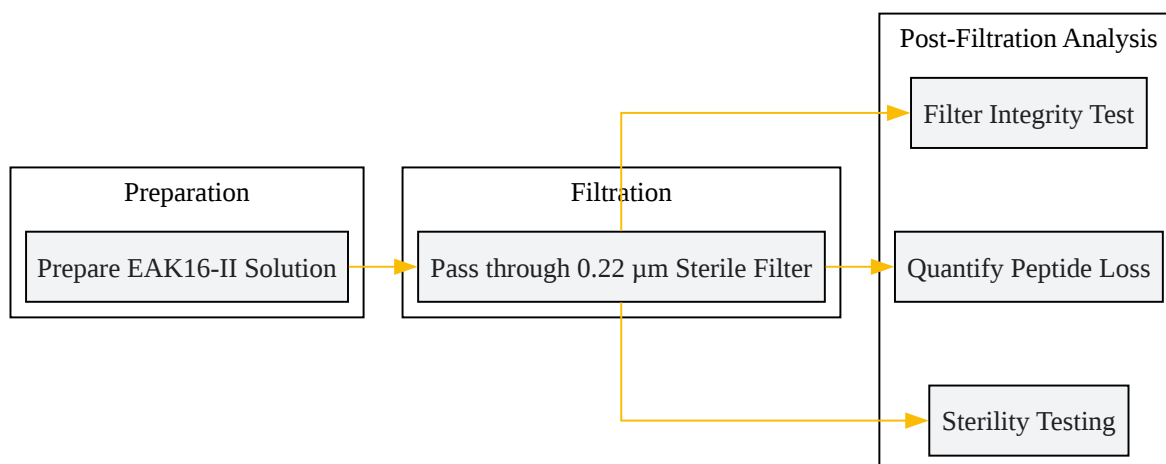 Preparation
Prepare EAK16-II Solution
Filtration
Pass through 0.22 µm Sterile Filter
Post-Filtration Analysis
Filter Integrity Test
Quantify Peptide Loss
Sterility Testing